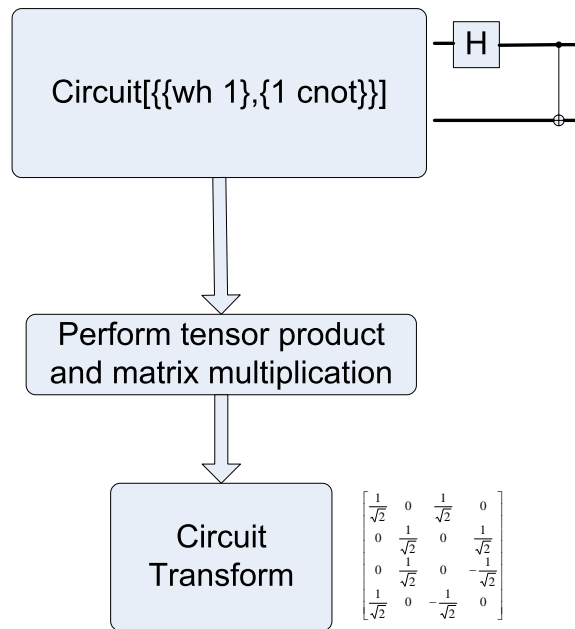 Circuit[{{wh 1},{1 cnot}}]
H
Perform tensor product
and matrix multiplication
Circuit
Transform
1/√2 0 1/√2 0
0 1/√2 0 1/√2
0 1/√2 0 -1/√2
1/√2 0 -1/√2 0